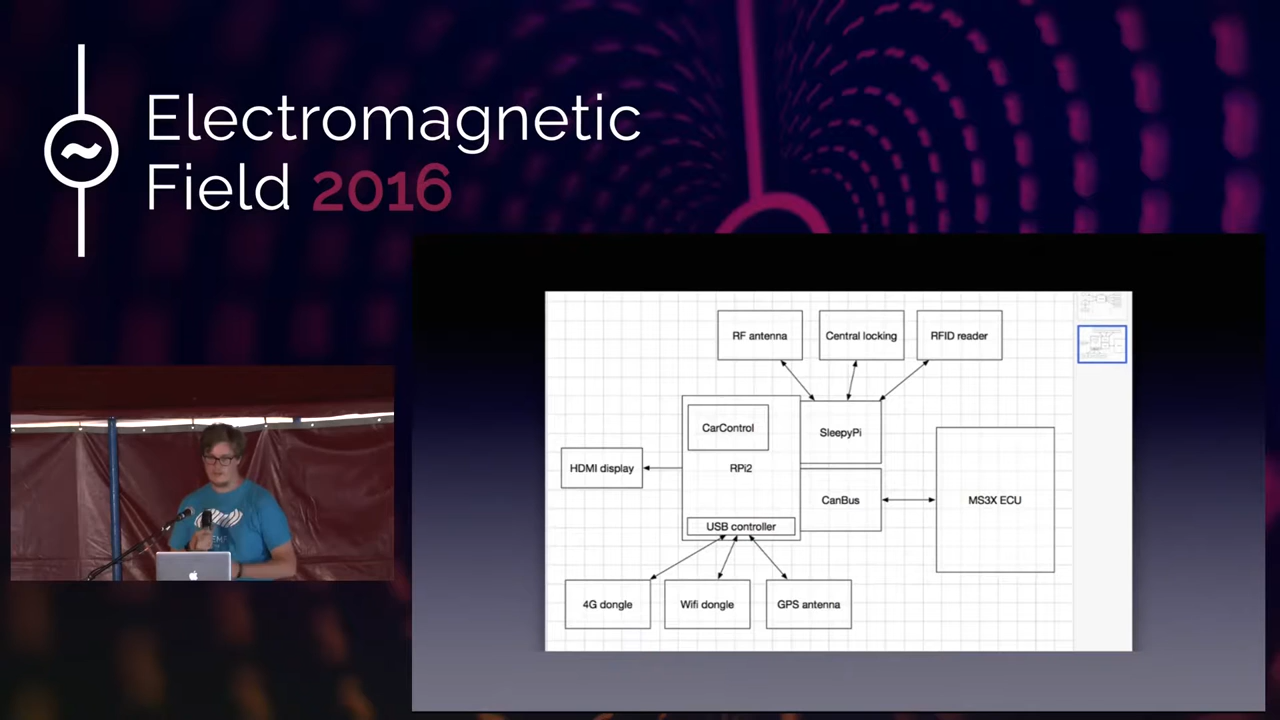 Electromagnetic
Field 2016
RF antenna
Central locking
RFID reader
CarControl
SleepyPi
HDMI display
RPi2
CanBus
MS3X ECU
USB controller
4G dongle
Wifi dongle
GPS antenna